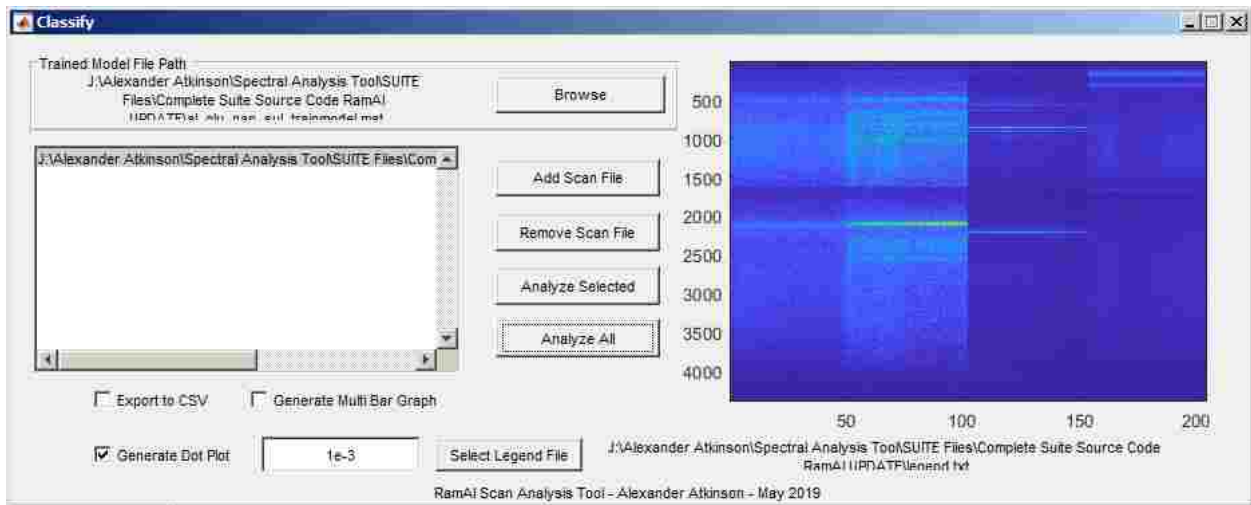 Classify
Trained Model File Path
J:\Alexander Atkinson\Spectral Analysis Tool\SUITE
Files\Complete Suite Source Code RamAI
Browse
J:\Alexander Atkinson\Spectral Analysis Tool\SUITE Files\Com
Add Scan File
Remove Scan File
Analyze Selected
Analyze All
Export to CSV
Generate Multi Bar Graph
Generate Dot Plot
1e-3
Select Legend File
500
1000
1500
2000
2500
3000
3500
4000
50
100
150
200
J:\Alexander Atkinson\Spectral Analysis Tool\SUITE Files\Complete Suite Source Code
RamAI UPDATE\legend.txt
RamAI Scan Analysis Tool - Alexander Atkinson - May 2019